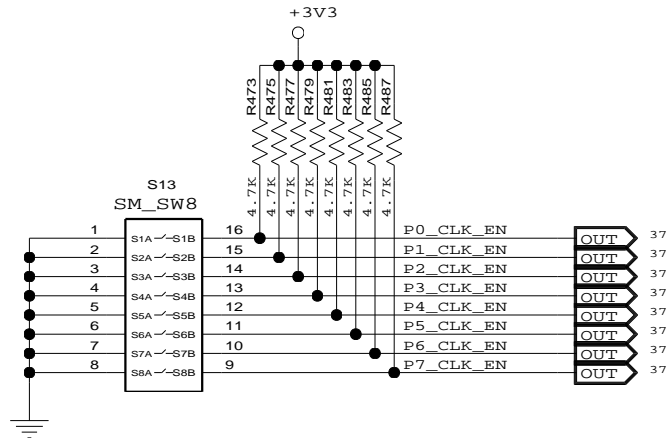 +3V3
R473
R475
R477
R479
R481
R483
R485
R487
4.7K
4.7K
4.7K
4.7K
4.7K
4.7K
4.7K
4.7K
S13
SM_SW8
1 S1A S1B 16 P0_CLK_EN OUT 37
2 S2A S2B 15 P1_CLK_EN OUT 37
3 S3A S3B 14 P2_CLK_EN OUT 37
4 S4A S4B 13 P3_CLK_EN OUT 37
5 S5A S5B 12 P4_CLK_EN OUT 37
6 S6A S6B 11 P5_CLK_EN OUT 37
7 S7A S7B 10 P6_CLK_EN OUT 37
8 S8A S8B 9 P7_CLK_EN OUT 37